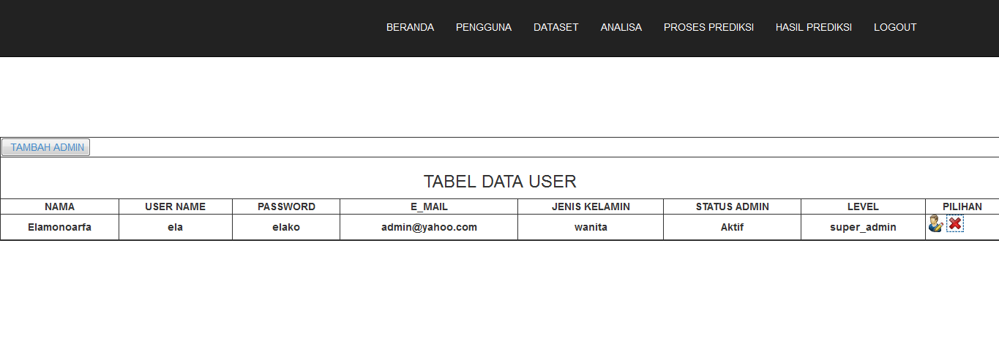 BERANDA PENGGUNA DATASET ANALISA PROSES PREDIKSI HASIL PREDIKSI LOGOUT
TAMBAH ADMIN
TABEL DATA USER
NAMA USER NAME PASSWORD E_MAIL JENIS KELAMIN STATUS ADMIN LEVEL PILIHAN
Elamonoarfa ela elako admin@yahoo.com wanita Aktif super_admin